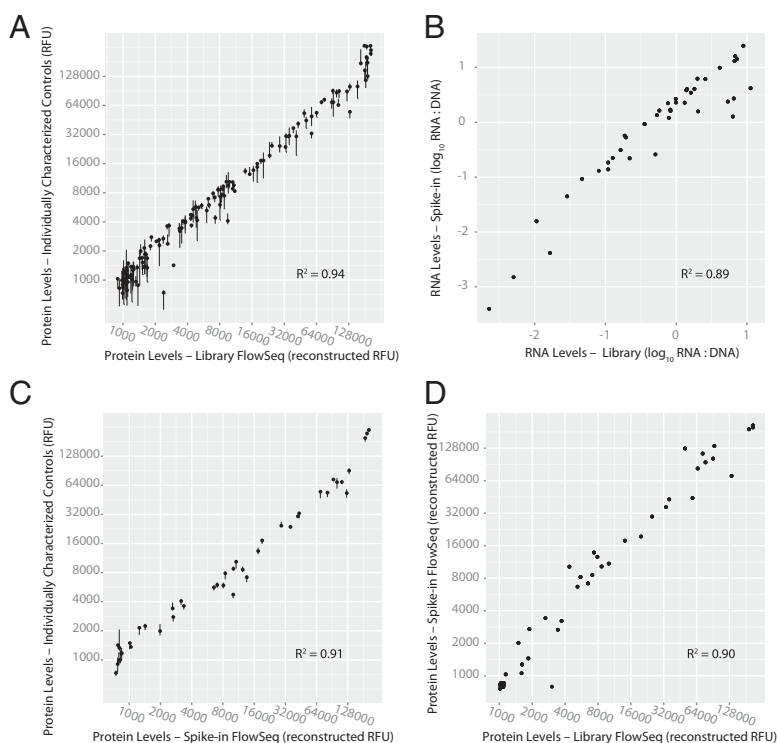 A
Protein Levels – Individually Characterized Controls (RFU)
128000
64000
32000
16000
8000
4000
2000
1000
R² = 0.94
1000 2000 4000 8000 16000 32000 64000 128000
Protein Levels – Library FlowSeq (reconstructed RFU)
B
RNA Levels – Spike-in (log₁₀ RNA : DNA)
1
0
-1
-2
-3
R² = 0.89
-2 -1 0 1
RNA Levels – Library (log₁₀ RNA : DNA)
C
Protein Levels – Individually Characterized Controls (RFU)
128000
64000
32000
16000
8000
4000
2000
1000
R² = 0.91
1000 2000 4000 8000 16000 32000 64000 128000
Protein Levels – Spike-in FlowSeq (reconstructed RFU)
D
Protein Levels – Spike-in FlowSeq (reconstructed RFU)
128000
64000
32000
16000
8000
4000
2000
1000
R² = 0.90
1000 2000 4000 8000 16000 32000 64000 128000
Protein Levels – Library FlowSeq (reconstructed RFU)